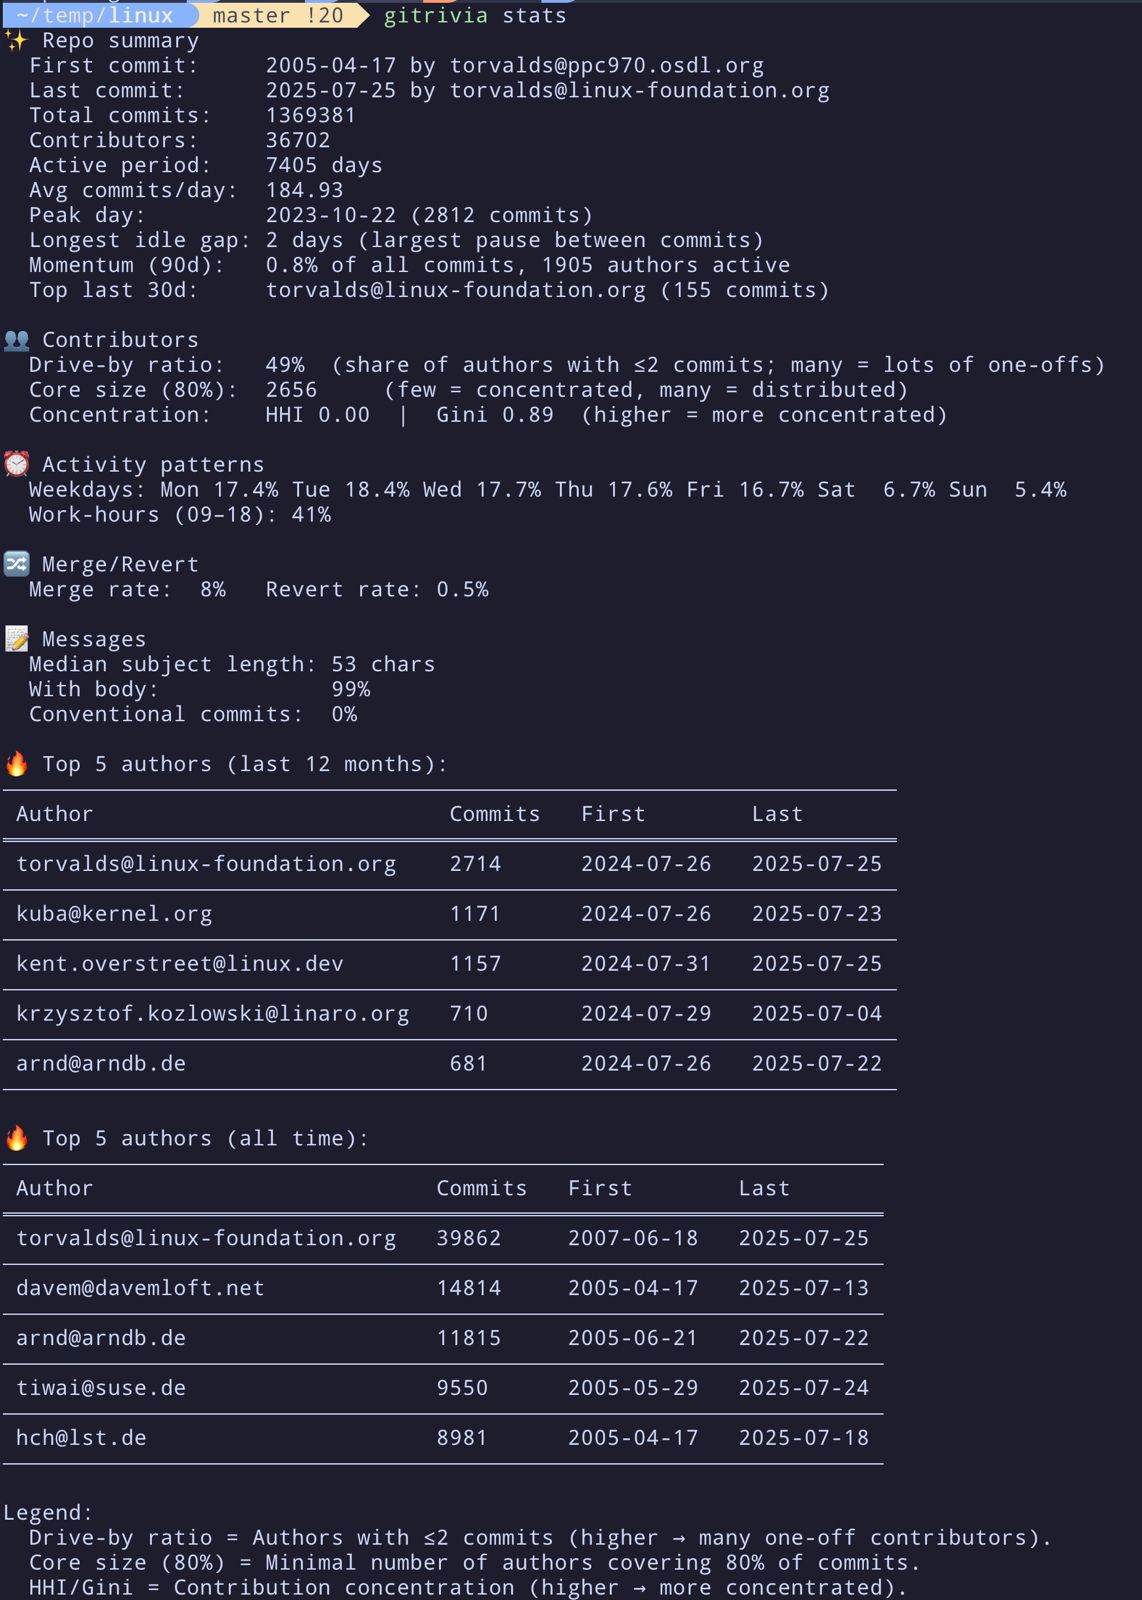 ~/temp/linux master !20 gitrivia stats
✨ Repo summary
First commit: 2005-04-17 by torvalds@ppc970.osdl.org
Last commit: 2025-07-25 by torvalds@linux-foundation.org
Total commits: 1369381
Contributors: 36702
Active period: 7405 days
Avg commits/day: 184.93
Peak day: 2023-10-22 (2812 commits)
Longest idle gap: 2 days (largest pause between commits)
Momentum (90d): 0.8% of all commits, 1905 authors active
Top last 30d: torvalds@linux-foundation.org (155 commits)
👥 Contributors
Drive-by ratio: 49% (share of authors with ≤2 commits; many = lots of one-offs)
Core size (80%): 2656 (few = concentrated, many = distributed)
Concentration: HHI 0.00 | Gini 0.89 (higher = more concentrated)
⏰ Activity patterns
Weekdays: Mon 17.4% Tue 18.4% Wed 17.7% Thu 17.6% Fri 16.7% Sat 6.7% Sun 5.4%
Work-hours (09–18): 41%
🔀 Merge/Revert
Merge rate: 8% Revert rate: 0.5%
📝 Messages
Median subject length: 53 chars
With body: 99%
Conventional commits: 0%
🔥 Top 5 authors (last 12 months):
Author Commits First Last
torvalds@linux-foundation.org 2714 2024-07-26 2025-07-25
kuba@kernel.org 1171 2024-07-26 2025-07-23
kent.overstreet@linux.dev 1157 2024-07-31 2025-07-25
krzysztof.kozlowski@linaro.org 710 2024-07-29 2025-07-04
arnd@arndb.de 681 2024-07-26 2025-07-22
🔥 Top 5 authors (all time):
Author Commits First Last
torvalds@linux-foundation.org 39862 2007-06-18 2025-07-25
davem@davemloft.net 14814 2005-04-17 2025-07-13
arnd@arndb.de 11815 2005-06-21 2025-07-22
tiwai@suse.de 9550 2005-05-29 2025-07-24
hch@lst.de 8981 2005-04-17 2025-07-18
Legend:
Drive-by ratio = Authors with ≤2 commits (higher → many one-off contributors).
Core size (80%) = Minimal number of authors covering 80% of commits.
HHI/Gini = Contribution concentration (higher → more concentrated).